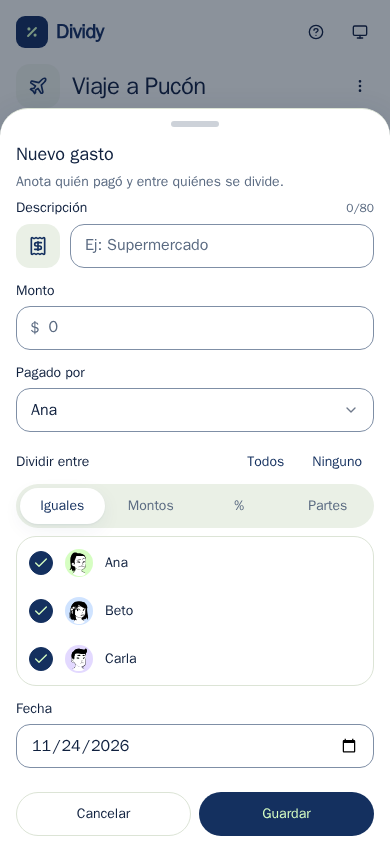 Dividy
Viaje a Pucón
Nuevo gasto
Anota quién pagó y entre quiénes se divide.
Descripción 0/80
Ej: Supermercado
Monto
$ 0
Pagado por
Ana
Dividir entre Todos Ninguno
Iguales Montos % Partes
Ana
Beto
Carla
Fecha
11/24/2026
Cancelar Guardar